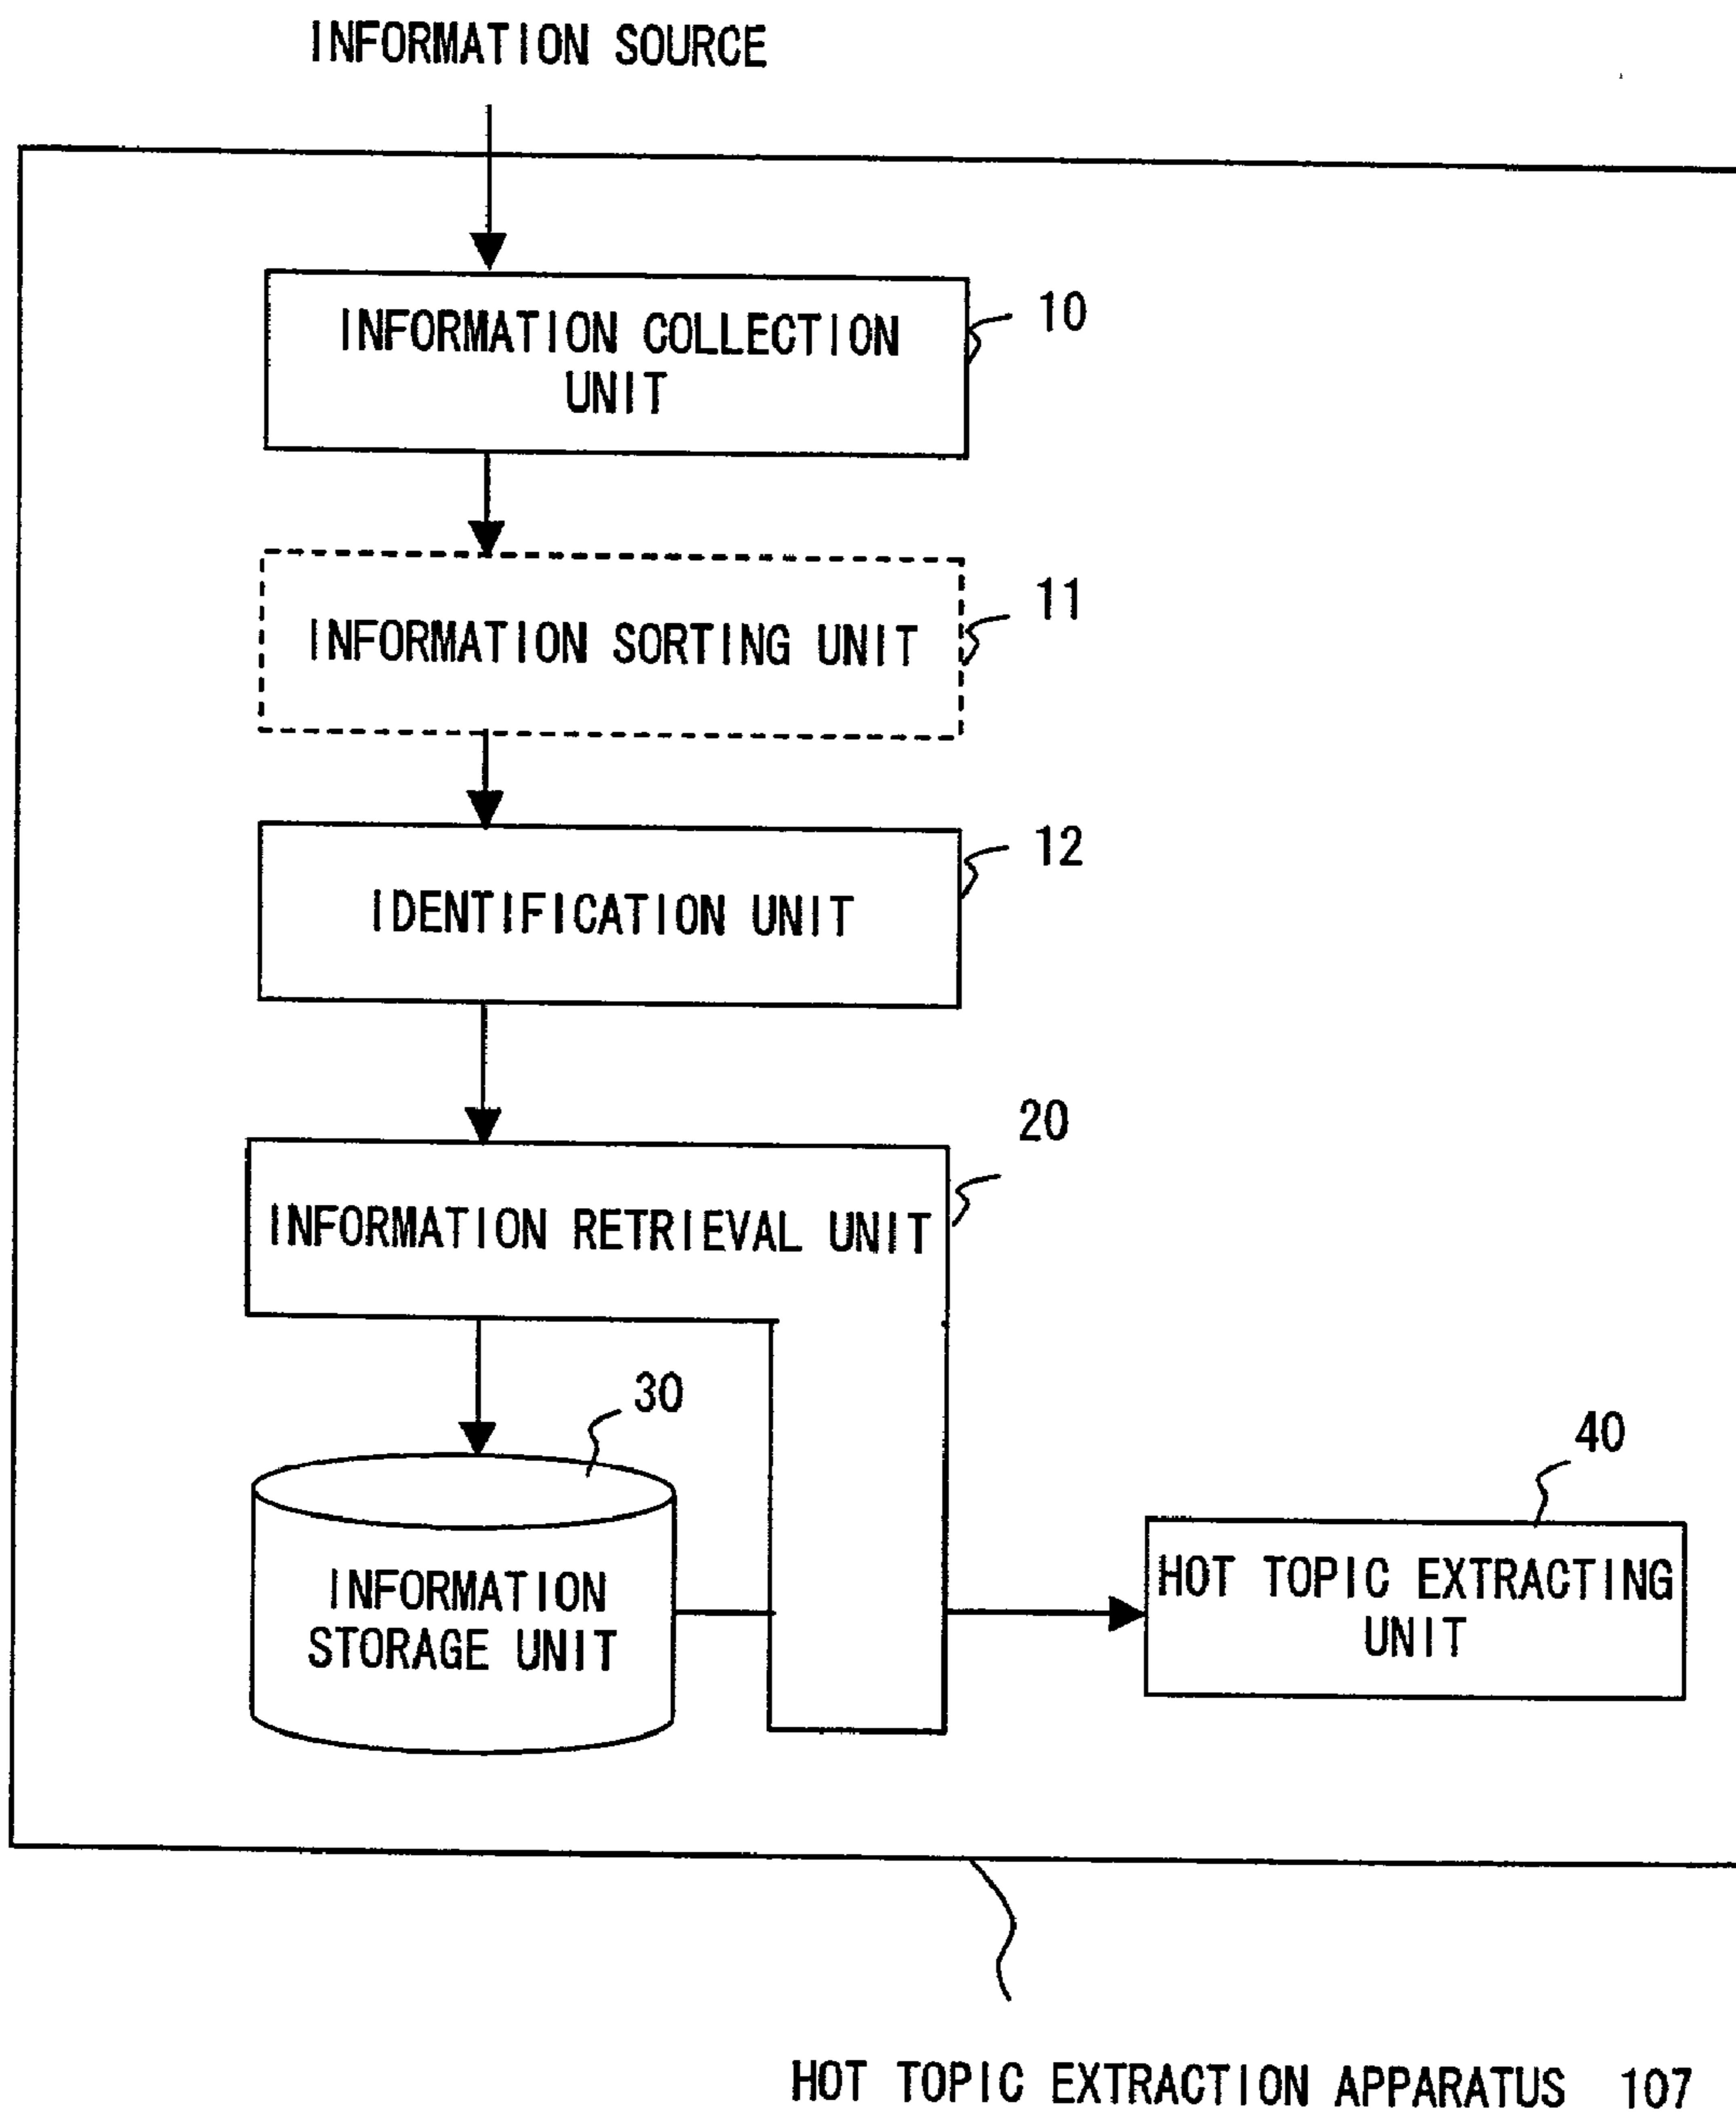 INFORMATION SOURCE
INFORMATION COLLECTION
UNIT
10
INFORMATION SORTING UNIT
11
IDENTIFICATION UNIT
12
INFORMATION RETRIEVAL UNIT
20
30
INFORMATION
STORAGE UNIT
40
HOT TOPIC EXTRACTING
UNIT
HOT TOPIC EXTRACTION APPARATUS 107